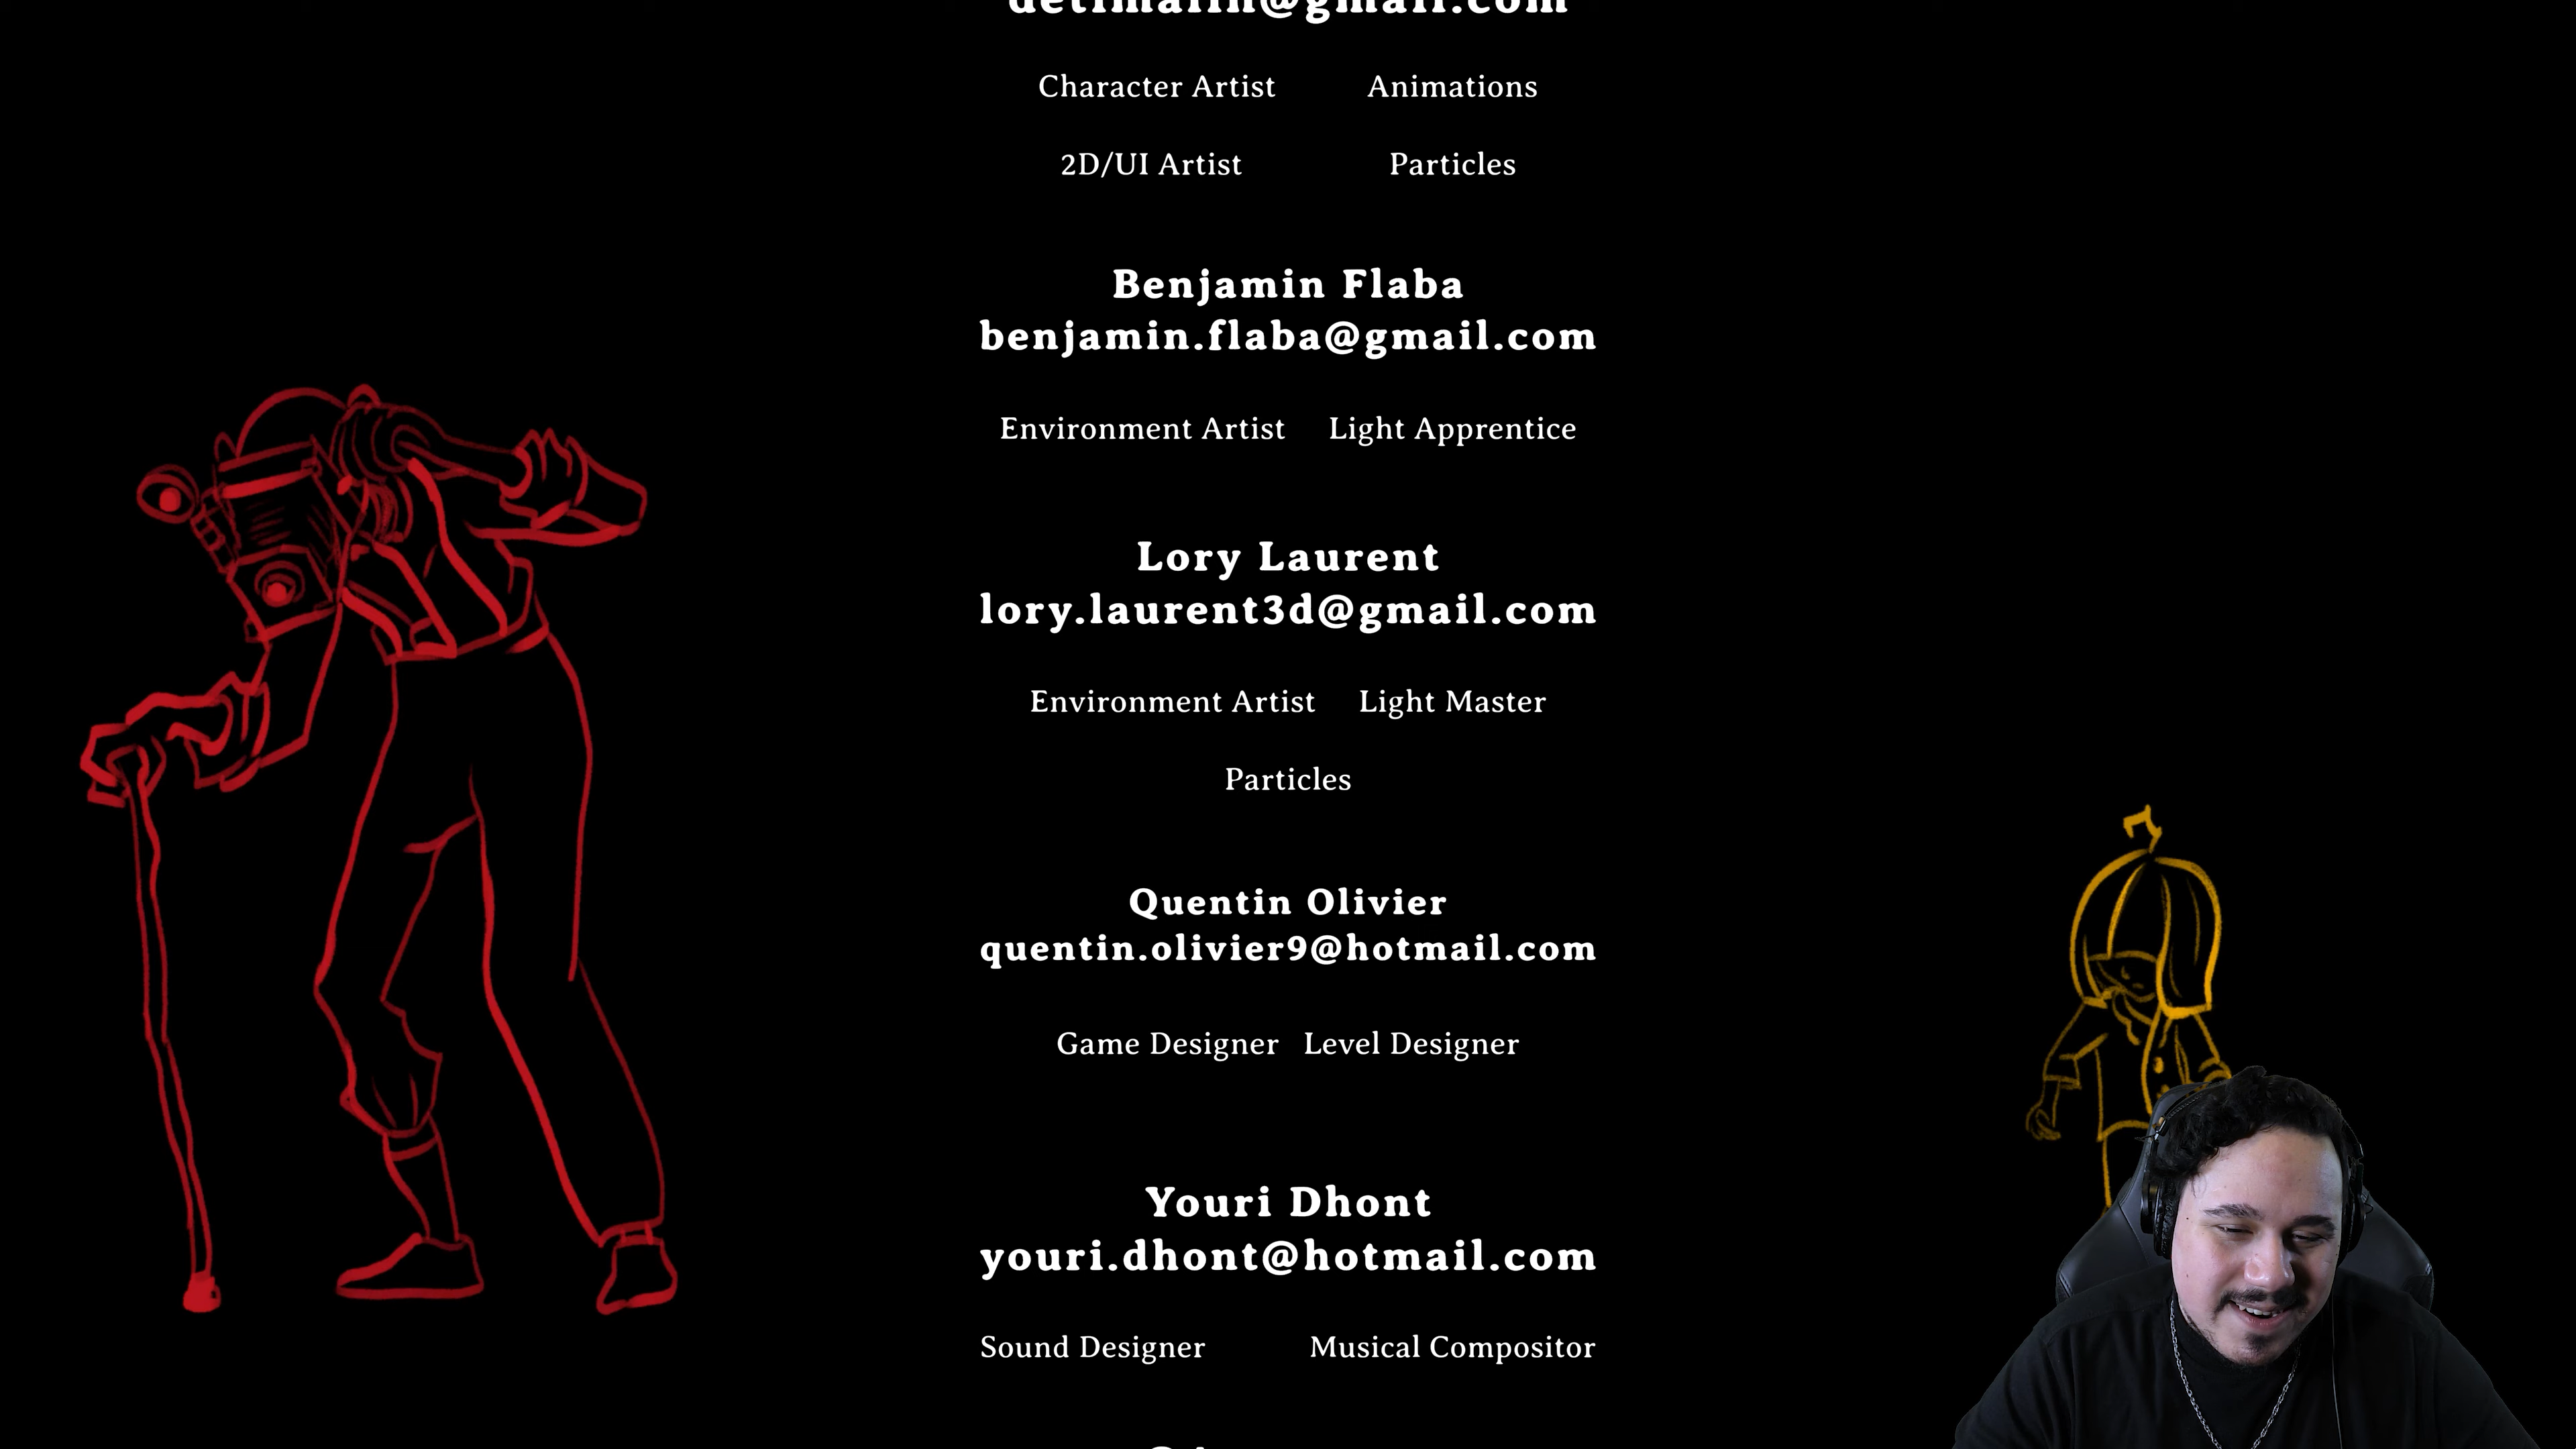 Character Artist Animations
2D/UI Artist Particles
Benjamin Flaba
benjamin.flaba@gmail.com
Environment Artist Light Apprentice
Lory Laurent
lory.laurent3d@gmail.com
Environment Artist Light Master
Particles
Quentin Olivier
quentin.olivier9@hotmail.com
Game Designer Level Designer
Youri Dhont
youri.dhont@hotmail.com
Sound Designer Musical Compositor